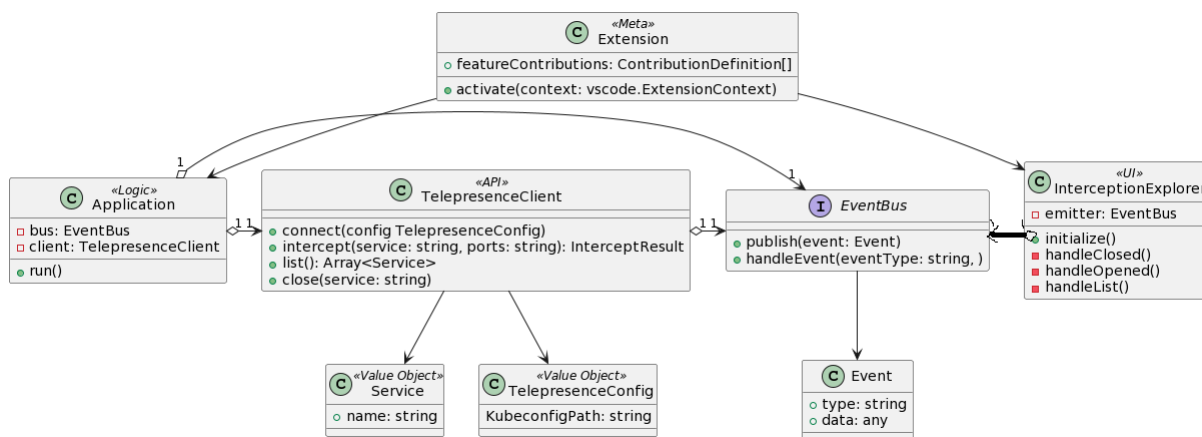 «Meta»
C Extension
featureContributions: ContributionDefinition[]
activate(context: vscode.ExtensionContext)
1
1
«Logic»
C Application
bus: EventBus
client: TelepresenceClient
run()
1 1
«API»
C TelepresenceClient
connect(config TelepresenceConfig)
intercept(service: string, ports: string): InterceptResult
list(): Array<Service>
close(service: string)
1 1
I EventBus
publish(event: Event)
handleEvent(eventType: string, )
«UI»
C InterceptionExplorer
emitter: EventBus
initialize()
handleClosed()
handleOpened()
handleList()
«Value Object»
C Service
name: string
«Value Object»
C TelepresenceConfig
KubeconfigPath: string
C Event
type: string
data: any